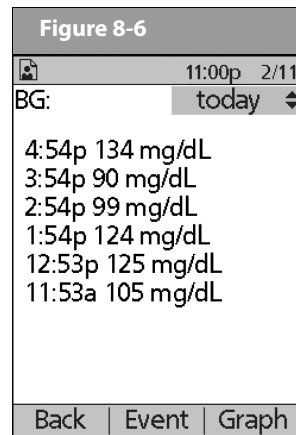 Figure 8-6
11:00p 2/11
BG: today
4:54p 134 mg/dL
3:54p 90 mg/dL
2:54p 99 mg/dL
1:54p 124 mg/dL
12:53p 125 mg/dL
11:53a 105 mg/dL
Back | Event | Graph